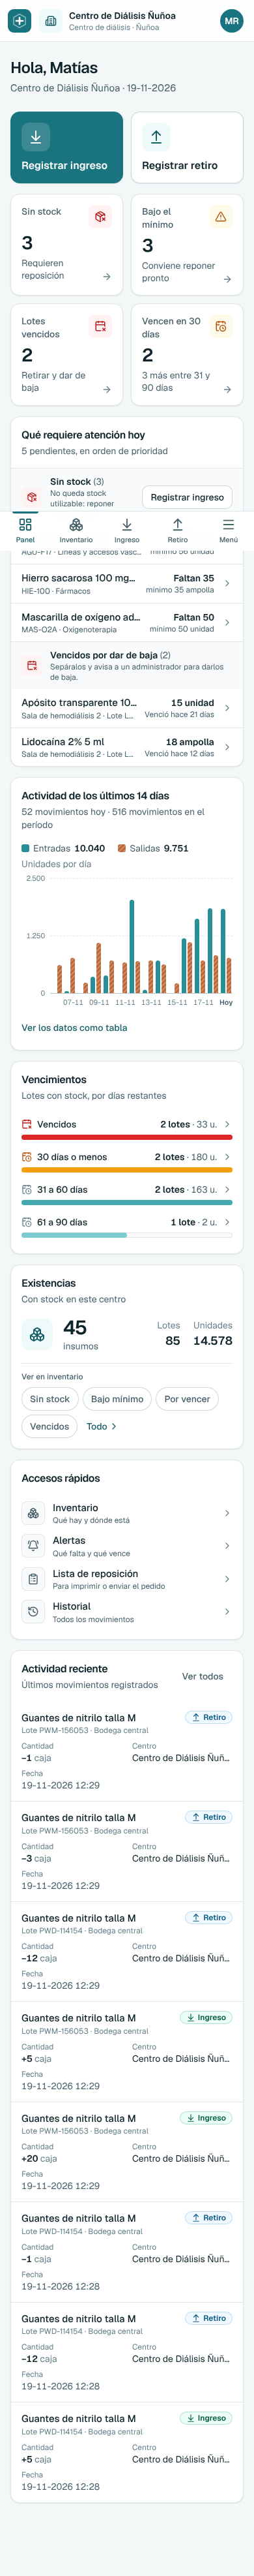 Centro de Diálisis Ñuñoa
Centro de diálisis · Ñuñoa
MR
Hola, Matías
Centro de Diálisis Ñuñoa · 19-11-2026
Registrar ingreso
Registrar retiro
Sin stock
3
Requieren
reposición
Bajo el
mínimo
3
Conviene reponer
pronto
Lotes
vencidos
2
Retirar y dar de
baja
Vencen en 30
días
2
3 más entre 31 y
90 días
Qué requiere atención hoy
5 pendientes, en orden de prioridad
Sin stock (3)
No queda stock
utilizable: reponer
Registrar ingreso
Panel
Inventario
Ingreso
Retiro
Menú
AGO-F17 · Líneas y accesos vasc...
mínimo 56 unidad
Hierro sacarosa 100 mg...
Faltan 35
HIE-100 · Fármacos
mínimo 35 ampolla
Mascarilla de oxígeno ad...
Faltan 50
MAS-O2A · Oxigenoterapia
mínimo 50 unidad
Vencidos por dar de baja (2)
Sepáralos y avisa a un administrador para darlos
de baja.
Apósito transparente 10...
15 unidad
Sala de hemodiálisis 2 · Lote L...
Venció hace 21 días
Lidocaína 2% 5 ml
18 ampolla
Sala de hemodiálisis 2 · Lote L...
Venció hace 12 días
Actividad de los últimos 14 días
52 movimientos hoy · 516 movimientos en el
período
Entradas 10.040
Salidas 9.751
Unidades por día
2.500
1.250
0
07-11
09-11
11-11
13-11
15-11
17-11
Hoy
Ver los datos como tabla
Vencimientos
Lotes con stock, por días restantes
Vencidos
2 lotes · 33 u.
30 días o menos
2 lotes · 180 u.
31 a 60 días
2 lotes · 163 u.
61 a 90 días
1 lote · 2 u.
Existencias
Con stock en este centro
45
insumos
Lotes
85
Unidades
14.578
Ver en inventario
Sin stock
Bajo mínimo
Por vencer
Vencidos
Todo
Accesos rápidos
Inventario
Qué hay y dónde está
Alertas
Qué falta y qué vence
Lista de reposición
Para imprimir o enviar el pedido
Historial
Todos los movimientos
Actividad reciente
Últimos movimientos registrados
Ver todos
Guantes de nitrilo talla M
Retiro
Lote PWM-156053 · Bodega central
Cantidad
Centro
−1 caja
Centro de Diálisis Ñuñ...
Fecha
19-11-2026 12:29
Guantes de nitrilo talla M
Retiro
Lote PWM-156053 · Bodega central
Cantidad
Centro
−3 caja
Centro de Diálisis Ñuñ...
Fecha
19-11-2026 12:29
Guantes de nitrilo talla M
Retiro
Lote PWD-114154 · Bodega central
Cantidad
Centro
−12 caja
Centro de Diálisis Ñuñ...
Fecha
19-11-2026 12:29
Guantes de nitrilo talla M
Ingreso
Lote PWM-156053 · Bodega central
Cantidad
Centro
+5 caja
Centro de Diálisis Ñuñ...
Fecha
19-11-2026 12:29
Guantes de nitrilo talla M
Ingreso
Lote PWM-156053 · Bodega central
Cantidad
Centro
+20 caja
Centro de Diálisis Ñuñ...
Fecha
19-11-2026 12:29
Guantes de nitrilo talla M
Retiro
Lote PWD-114154 · Bodega central
Cantidad
Centro
−1 caja
Centro de Diálisis Ñuñ...
Fecha
19-11-2026 12:28
Guantes de nitrilo talla M
Retiro
Lote PWD-114154 · Bodega central
Cantidad
Centro
−12 caja
Centro de Diálisis Ñuñ...
Fecha
19-11-2026 12:28
Guantes de nitrilo talla M
Ingreso
Lote PWD-114154 · Bodega central
Cantidad
Centro
+5 caja
Centro de Diálisis Ñuñ...
Fecha
19-11-2026 12:28